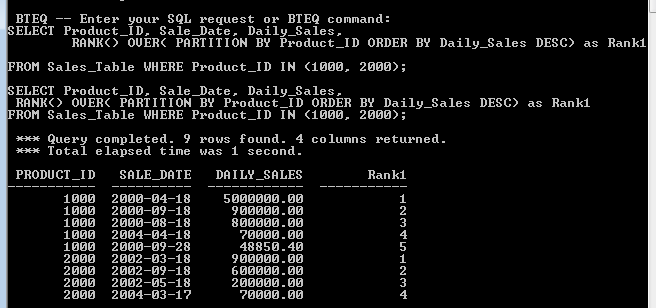 BTEQ -- Enter your SQL request or BTEQ command:
SELECT Product_ID, Sale_Date, Daily_Sales,
RANK() OVER( PARTITION BY Product_ID ORDER BY Daily_Sales DESC) as Rank1
FROM Sales_Table WHERE Product_ID IN (1000, 2000);
SELECT Product_ID, Sale_Date, Daily_Sales,
RANK() OVER( PARTITION BY Product_ID ORDER BY Daily_Sales DESC) as Rank1
FROM Sales_Table WHERE Product_ID IN (1000, 2000);
*** Query completed. 9 rows found. 4 columns returned.
*** Total elapsed time was 1 second.
PRODUCT_ID SALE_DATE DAILY_SALES Rank1
----------- ---------- ------------- -----------
1000 2000-04-18 5000000.00 1
1000 2000-09-18 900000.00 2
1000 2000-08-18 800000.00 3
1000 2004-04-18 70000.00 4
1000 2000-09-28 48850.40 5
2000 2002-03-18 900000.00 1
2000 2002-09-18 600000.00 2
2000 2002-05-18 200000.00 3
2000 2004-03-17 70000.00 4